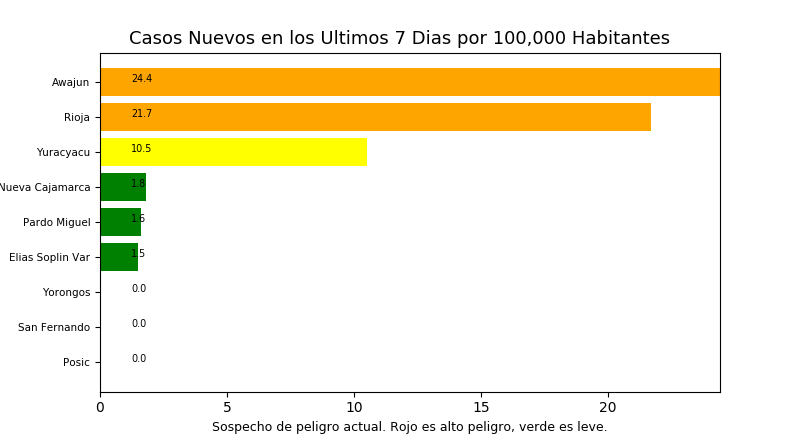 Casos Nuevos en los Ultimos 7 Dias por 100,000 Habitantes
Awajun 24.4
Rioja 21.7
Yuracyacu 10.5
Nueva Cajamarca 1.8
Pardo Miguel 1.6
Elias Soplin Var 1.5
Yorongos 0.0
San Fernando 0.0
Posic 0.0
0 5 10 15 20
Sospecho de peligro actual. Rojo es alto peligro, verde es leve.